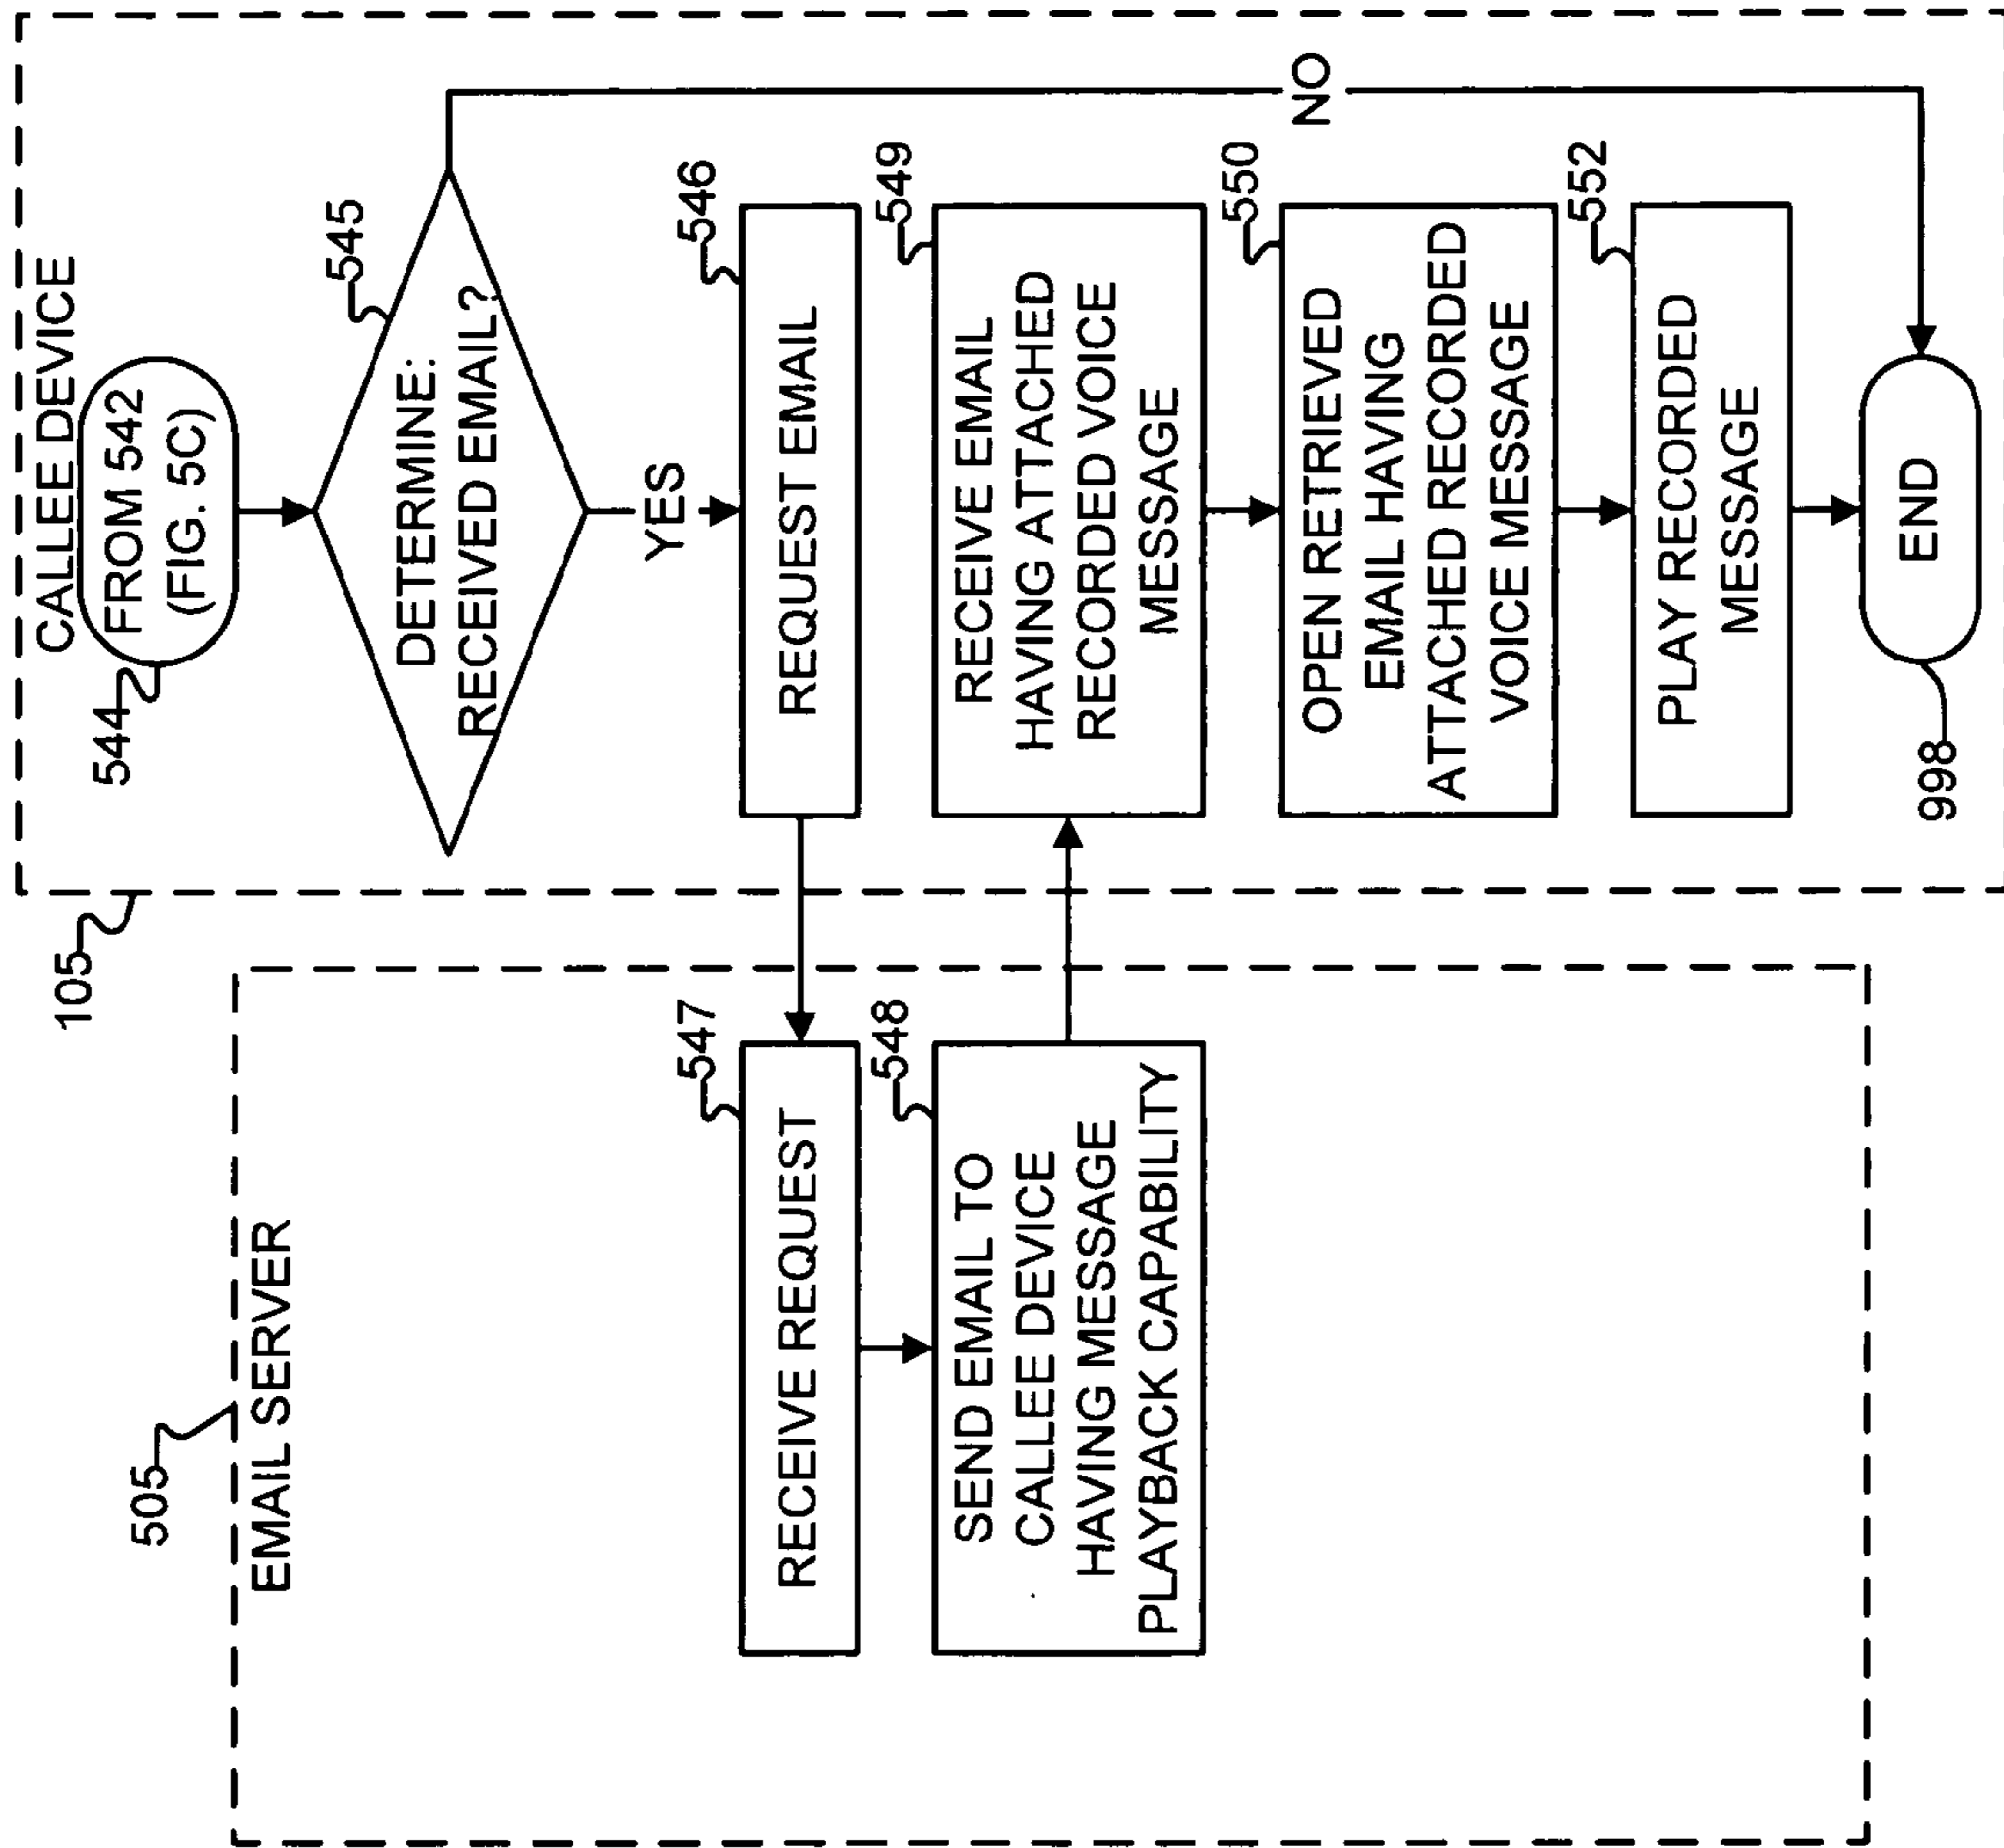 505
EMAIL SERVER
547
RECEIVE REQUEST
548
SEND EMAIL TO
CALLEE DEVICE
HAVING MESSAGE
PLAYBACK CAPABILITY
105
CALLEE DEVICE
544
FROM 542
(FIG. 5C)
545
DETERMINE:
RECEIVED EMAIL?
YES
NO
546
REQUEST EMAIL
549
RECEIVE EMAIL
HAVING ATTACHED
RECORDED VOICE
MESSAGE
550
OPEN RETRIEVED
EMAIL HAVING
ATTACHED RECORDED
VOICE MESSAGE
552
PLAY RECORDED
MESSAGE
END
998